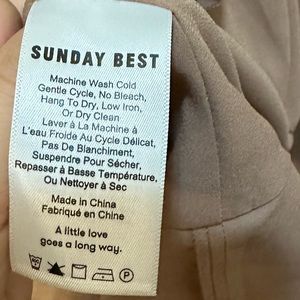 SUNDAY BEST
Machine Wash Cold
Gentle Cycle, No Bleach,
Hang To Dry, Low Iron,
Or Dry Clean
Laver à La Machine à
L'eau Froide Au Cycle Délicat,
Pas De Blanchiment,
Suspendre Pour Sécher,
Repasser à Basse Température,
Ou Nettoyer à Sec
Made in China
Fabriqué en Chine
A little love
goes a long way.
P